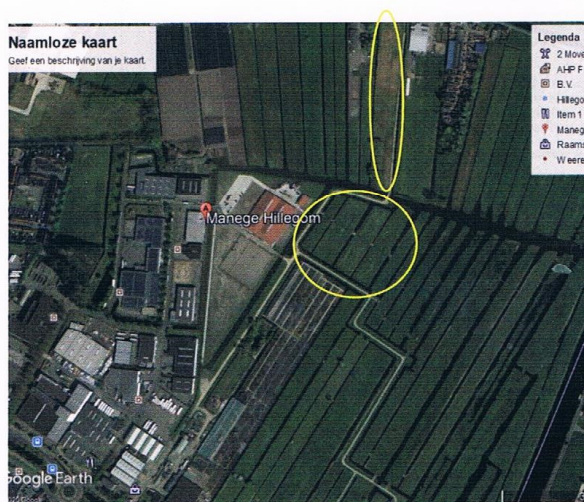 Naamloze kaart
Geef een beschrijving van je kaart.
Legenda
2 Move
AHP F
B.V.
Hillego
Item 1
Maneg
Raams
Weere
A
Manege Hillegom
Google Earth